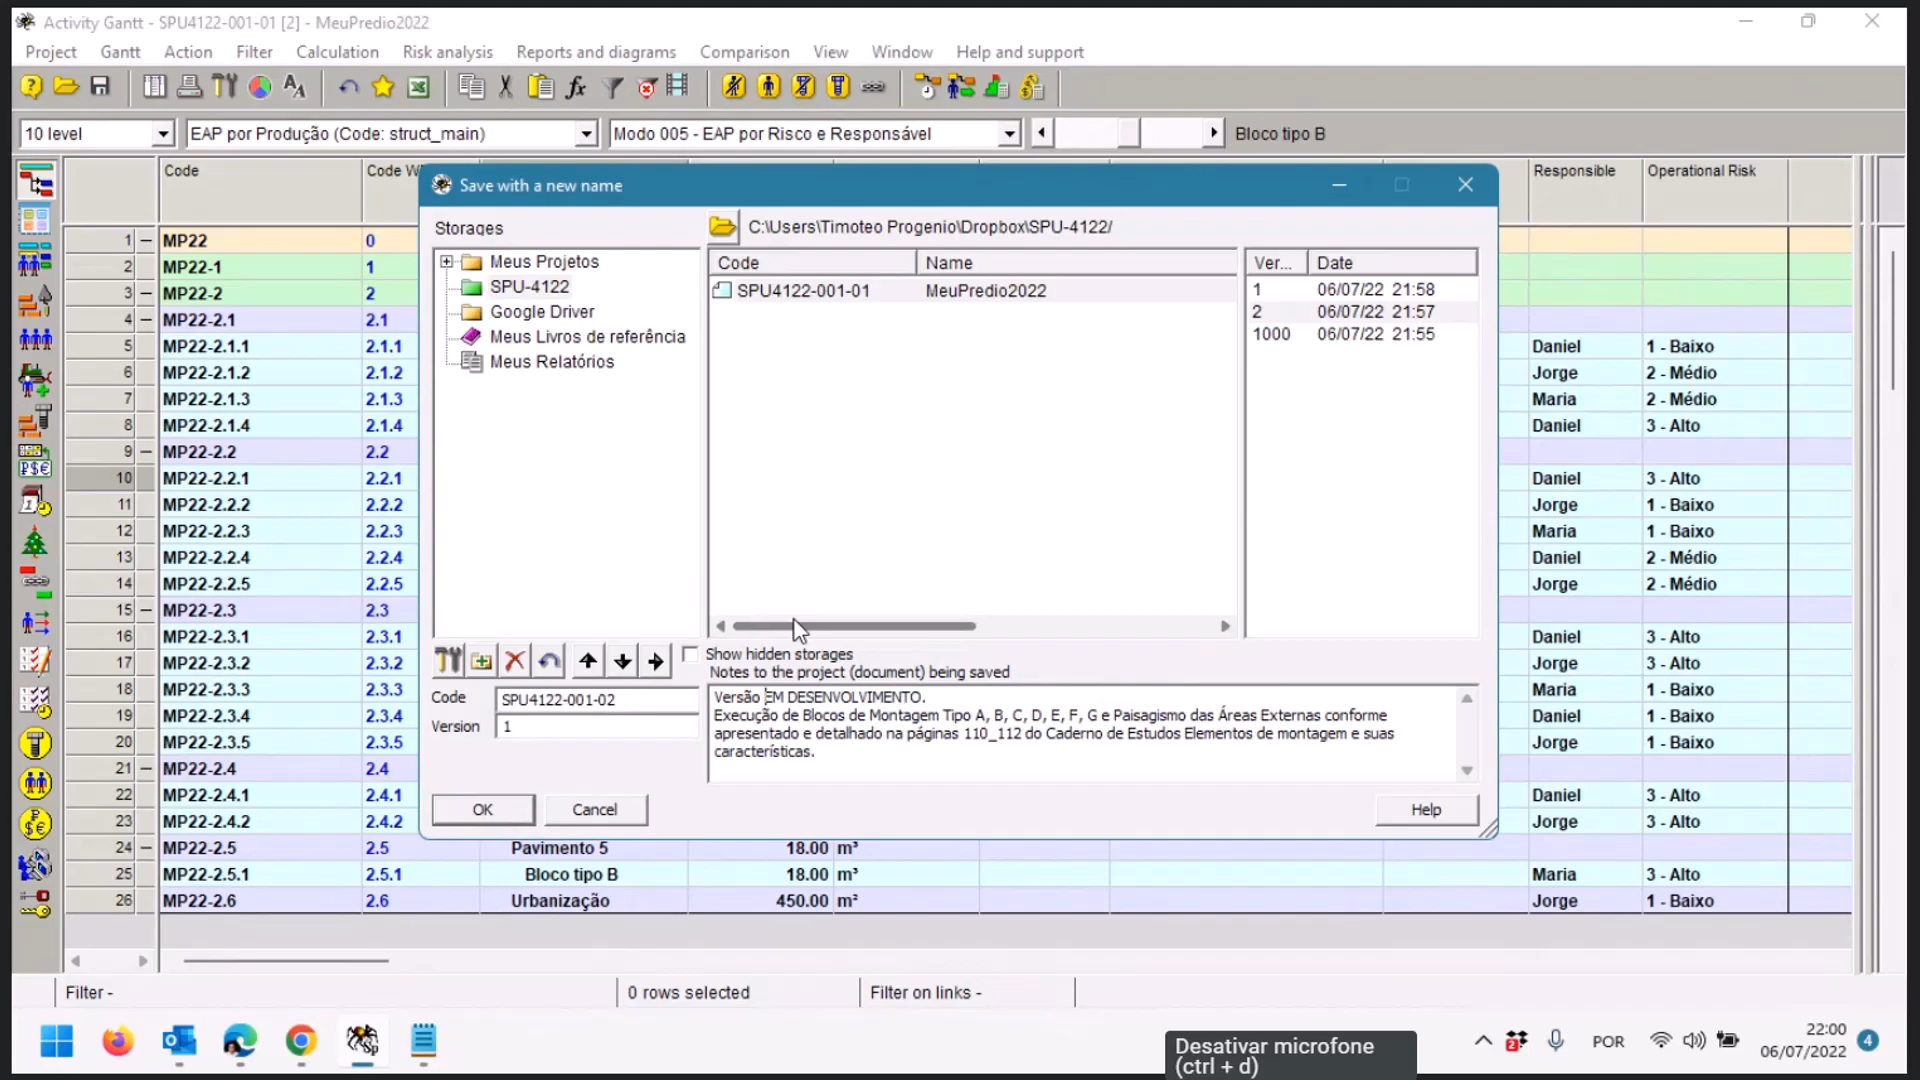 Activity Gantt - SPU4122-001-01 [2] - MeuPredio2022
Project Gantt Action Filter Calculation Risk analysis Reports and diagrams Comparison View Window Help and support
10 level EAP por Produção (Code: struct_main) Modo 005 - EAP por Risco e Responsável Bloco tipo B
Code Code W Responsible Operational Risk
Save with a new name
Storages
C:\Users\Timoteo Progenio\Dropbox\SPU-4122/
Meus Projetos
SPU-4122
Google Driver
Meus Livros de referência
Meus Relatórios
Code Name
SPU4122-001-01 MeuPredio2022
Ver... Date
1 06/07/22 21:58
2 06/07/22 21:57
1000 06/07/22 21:55
Show hidden storages
Notes to the project (document) being saved
Code SPU4122-001-02
Version 1
Versão EM DESENVOLVIMENTO.
Execução de Blocos de Montagem Tipo A, B, C, D, E, F, G e Paisagismo das Áreas Externas conforme
apresentado e detalhado na páginas 110_112 do Caderno de Estudos Elementos de montagem e suas
características.
OK Cancel Help
1 MP22 0
2 MP22-1 1
3 MP22-2 2
4 MP22-2.1 2.1
5 MP22-2.1.1 2.1.1 Daniel 1 - Baixo
6 MP22-2.1.2 2.1.2 Jorge 2 - Médio
7 MP22-2.1.3 2.1.3 Maria 2 - Médio
8 MP22-2.1.4 2.1.4 Daniel 3 - Alto
9 MP22-2.2 2.2
10 MP22-2.2.1 2.2.1 Daniel 3 - Alto
11 MP22-2.2.2 2.2.2 Jorge 1 - Baixo
12 MP22-2.2.3 2.2.3 Maria 1 - Baixo
13 MP22-2.2.4 2.2.4 Daniel 2 - Médio
14 MP22-2.2.5 2.2.5 Jorge 2 - Médio
15 MP22-2.3 2.3
16 MP22-2.3.1 2.3.1 Daniel 3 - Alto
17 MP22-2.3.2 2.3.2 Jorge 3 - Alto
18 MP22-2.3.3 2.3.3 Maria 1 - Baixo
19 MP22-2.3.4 2.3.4 Daniel 1 - Baixo
20 MP22-2.3.5 2.3.5 Jorge 1 - Baixo
21 MP22-2.4 2.4
22 MP22-2.4.1 2.4.1 Daniel 3 - Alto
23 MP22-2.4.2 2.4.2 Jorge 3 - Alto
24 MP22-2.5 2.5 Pavimento 5 18.00 m³
25 MP22-2.5.1 2.5.1 Bloco tipo B 18.00 m³ Maria 3 - Alto
26 MP22-2.6 2.6 Urbanização 450.00 m² Jorge 1 - Baixo
Filter - 0 rows selected Filter on links -
Sp
Desativar microfone
(ctrl + d)
2
POR
22:00
06/07/2022
4